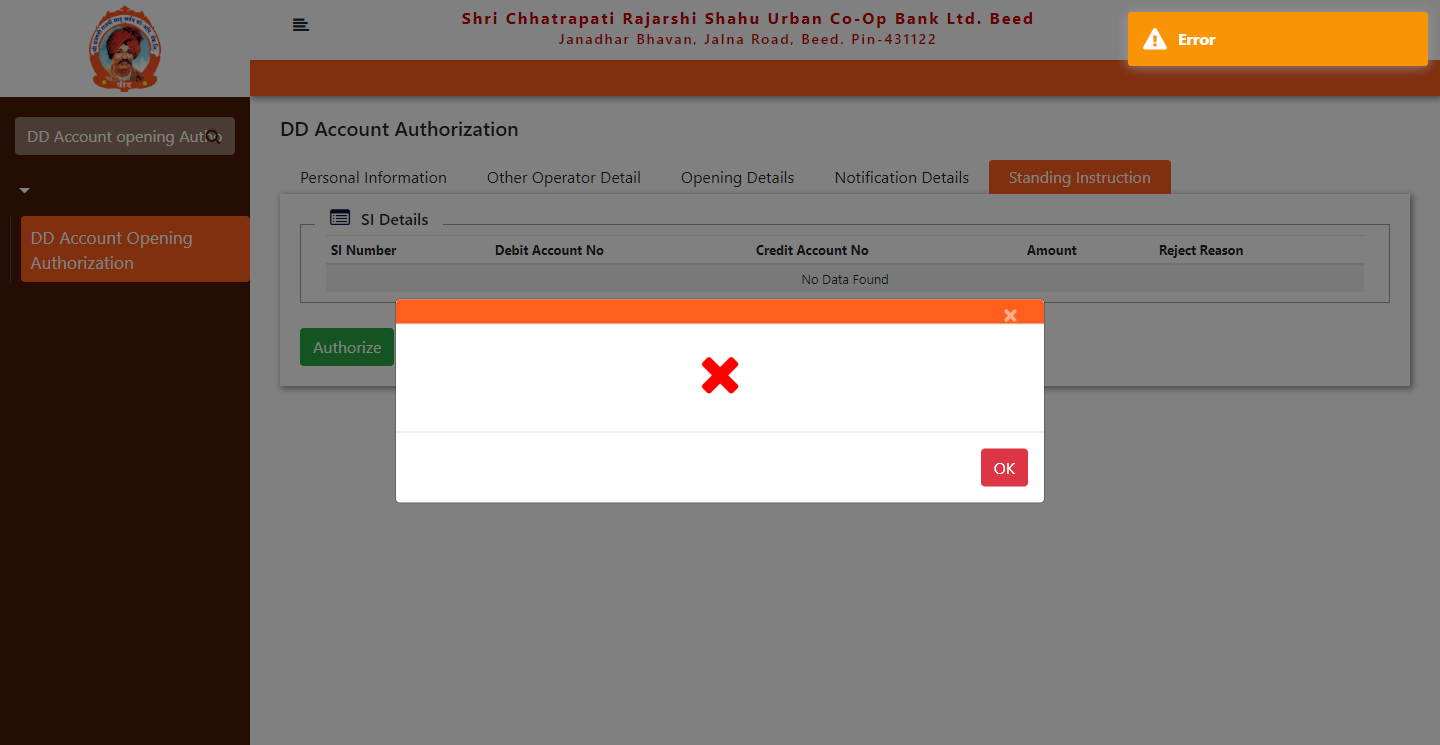 Shri Chhatrapati Rajarshi Shahu Urban Co-Op Bank Ltd. Beed
Janadhar Bhavan, Jalna Road, Beed. Pin-431122
Error
DD Account opening Autho
DD Account Opening
Authorization
DD Account Authorization
Personal Information
Other Operator Detail
Opening Details
Notification Details
Standing Instruction
SI Details
SI Number
Debit Account No
Credit Account No
Amount
Reject Reason
No Data Found
Authorize
OK